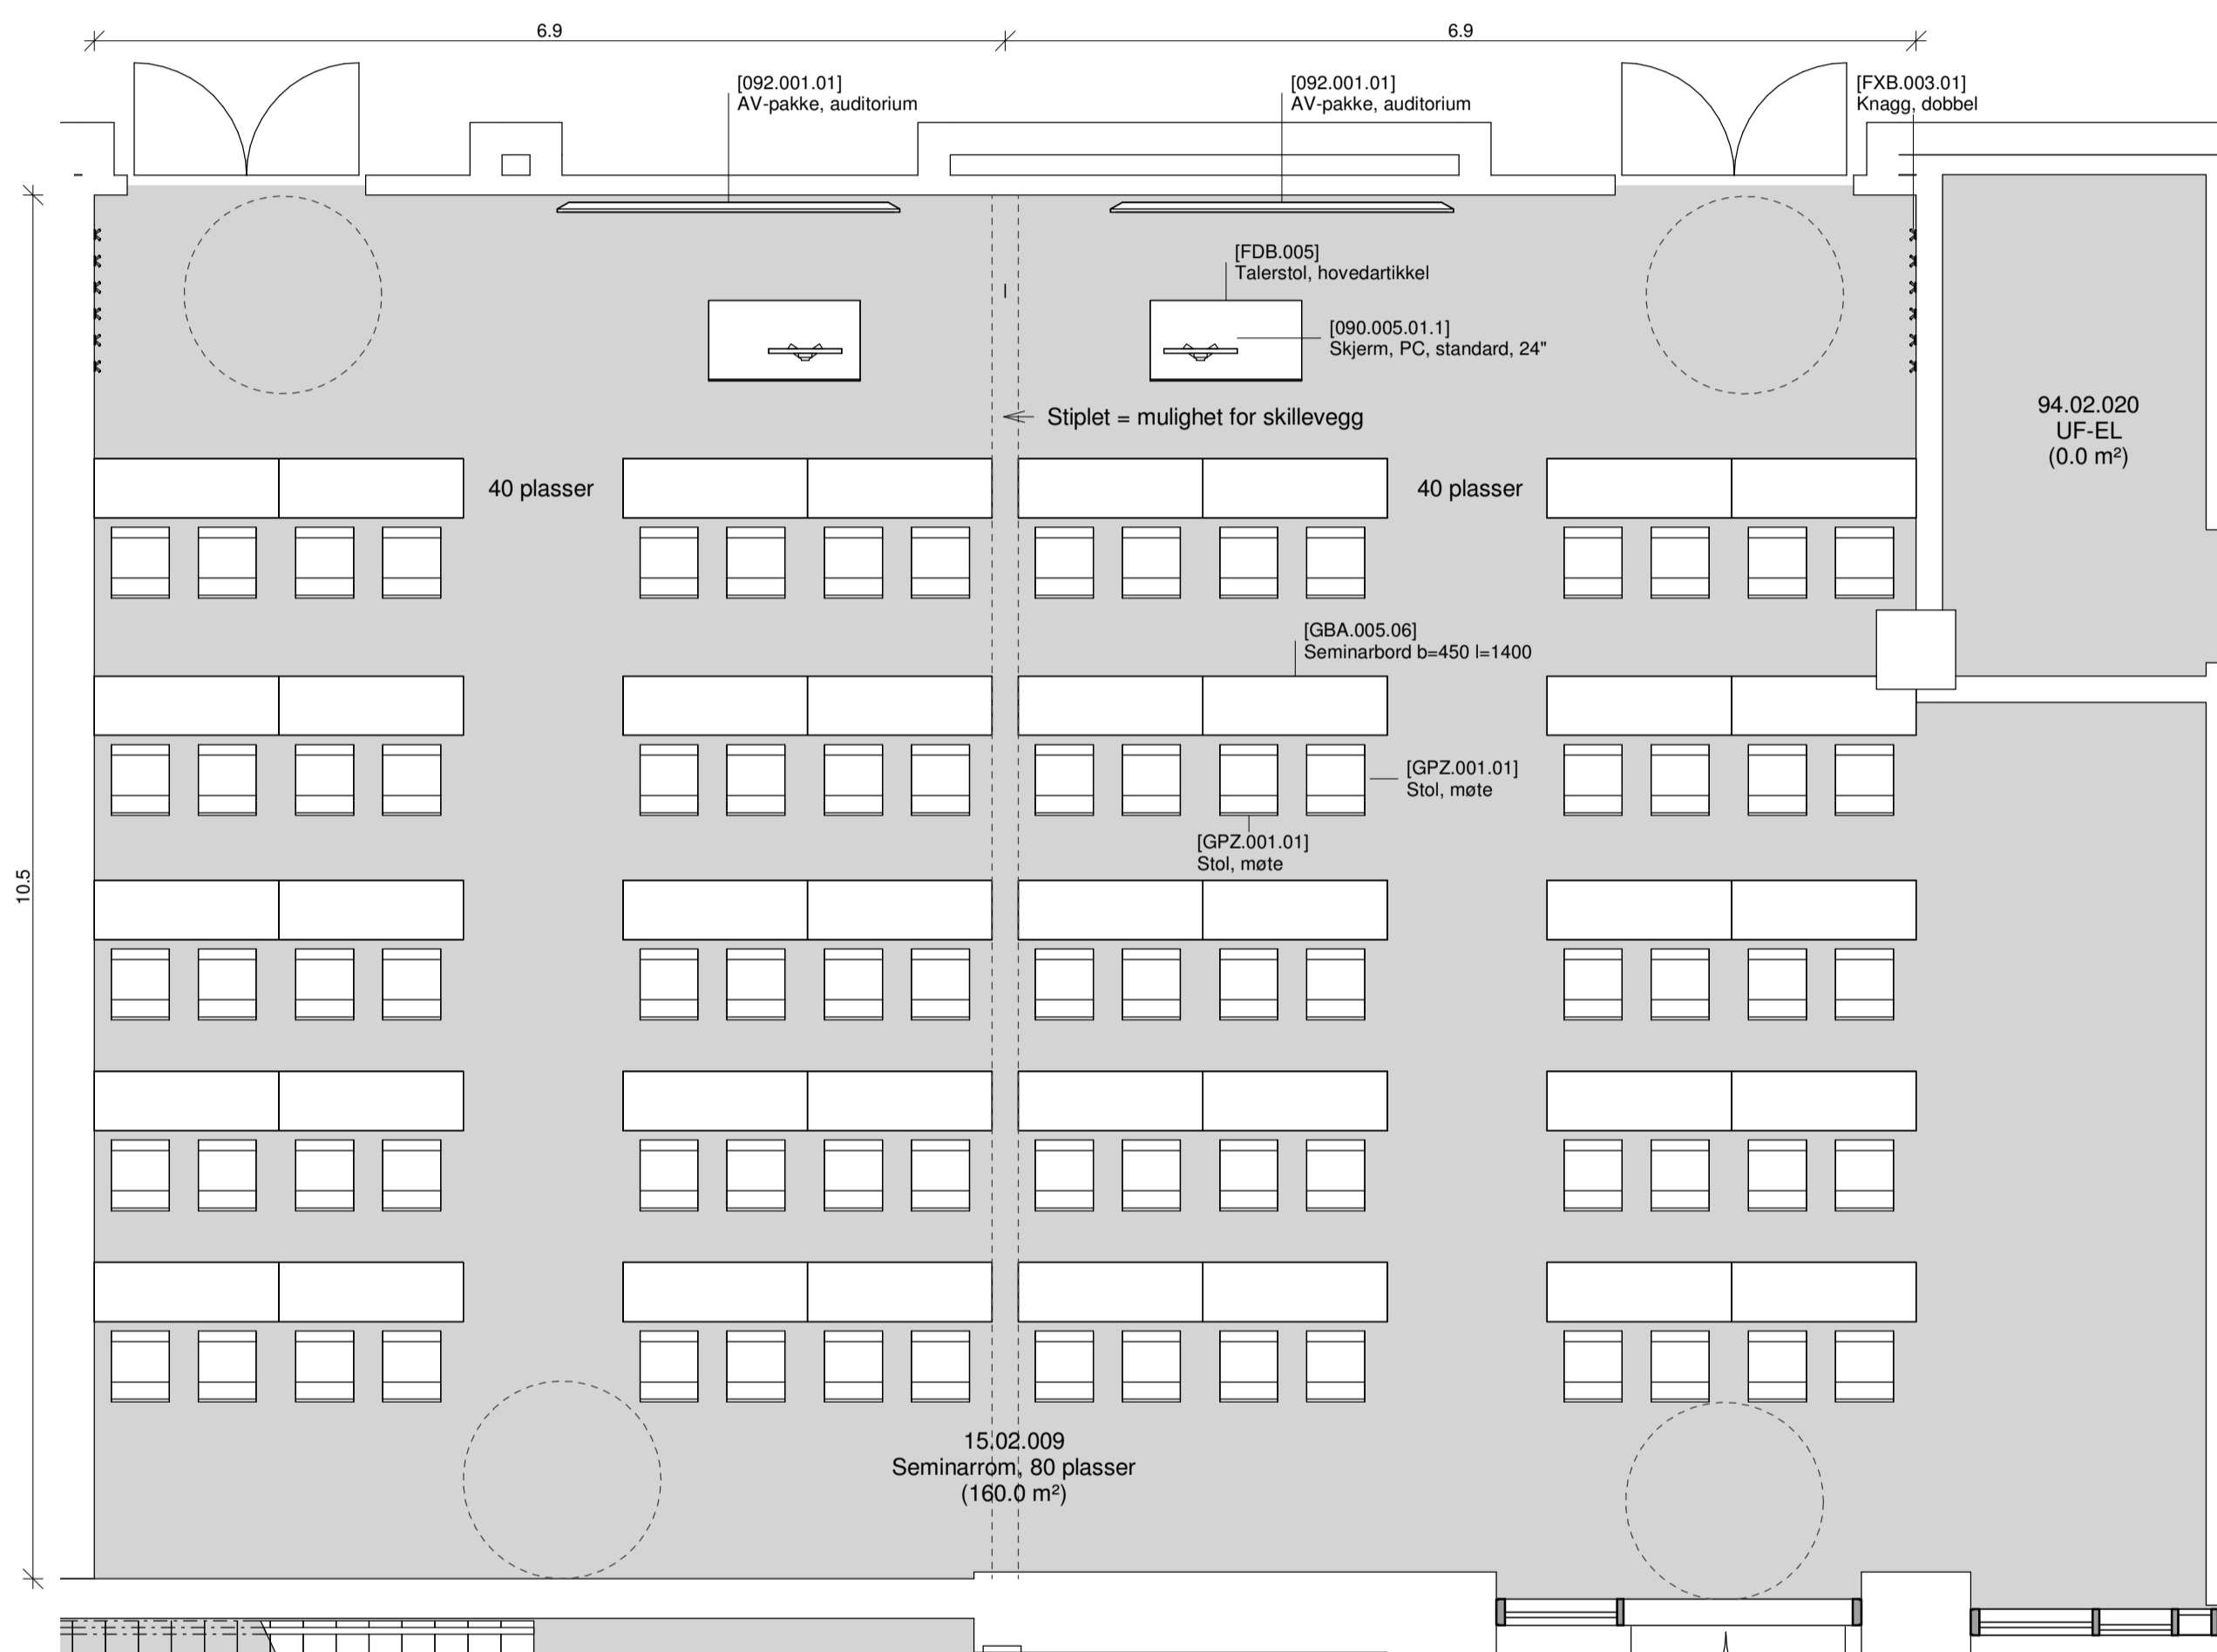 6.9
6.9
[092.001.01]
AV-pakke, auditorium
[092.001.01]
AV-pakke, auditorium
[FXB.003.01]
Knagg, dobbel
[FDB.005]
Talerstol, hovedartikkel
[090.005.01.1]
Skjerm, PC, standard, 24"
Stiplet = mulighet for skillevegg
94.02.020
UF-EL
(0.0 m²)
40 plasser
40 plasser
[GBA.005.06]
Seminarbord b=450 l=1400
[GPZ.001.01]
Stol, møte
[GPZ.001.01]
Stol, møte
10.5
15.02.009
Seminarrom, 80 plasser
(160.0 m²)